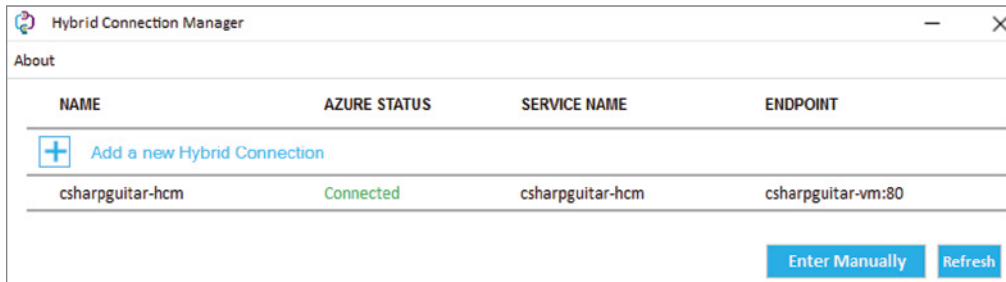 Hybrid Connection Manager
About
NAME AZURE STATUS SERVICE NAME ENDPOINT
Add a new Hybrid Connection
csharpguitar-hcm Connected csharpguitar-hcm csharpguitar-vm:80
Enter Manually Refresh